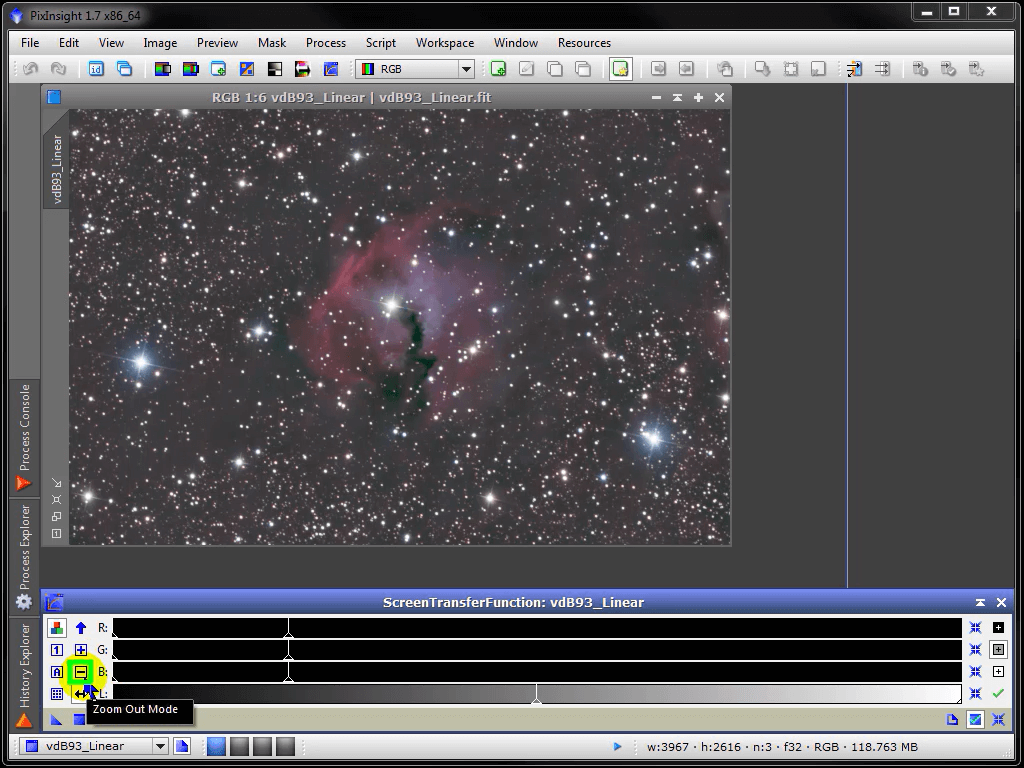 PixInsight 1.7 x86_64
File Edit View Image Preview Mask Process Script Workspace Window Resources
id RGB
RGB 1:6 vdB93_Linear | vdB93_Linear.fit
vdB93_Linear
Process Console
Process Explorer
History Explorer
ScreenTransferFunction: vdB93_Linear
R:
1 G:
A B:
L:
Zoom Out Mode
vdB93_Linear
w:3967 · h:2616 · n:3 · f32 · RGB · 118.763 MB